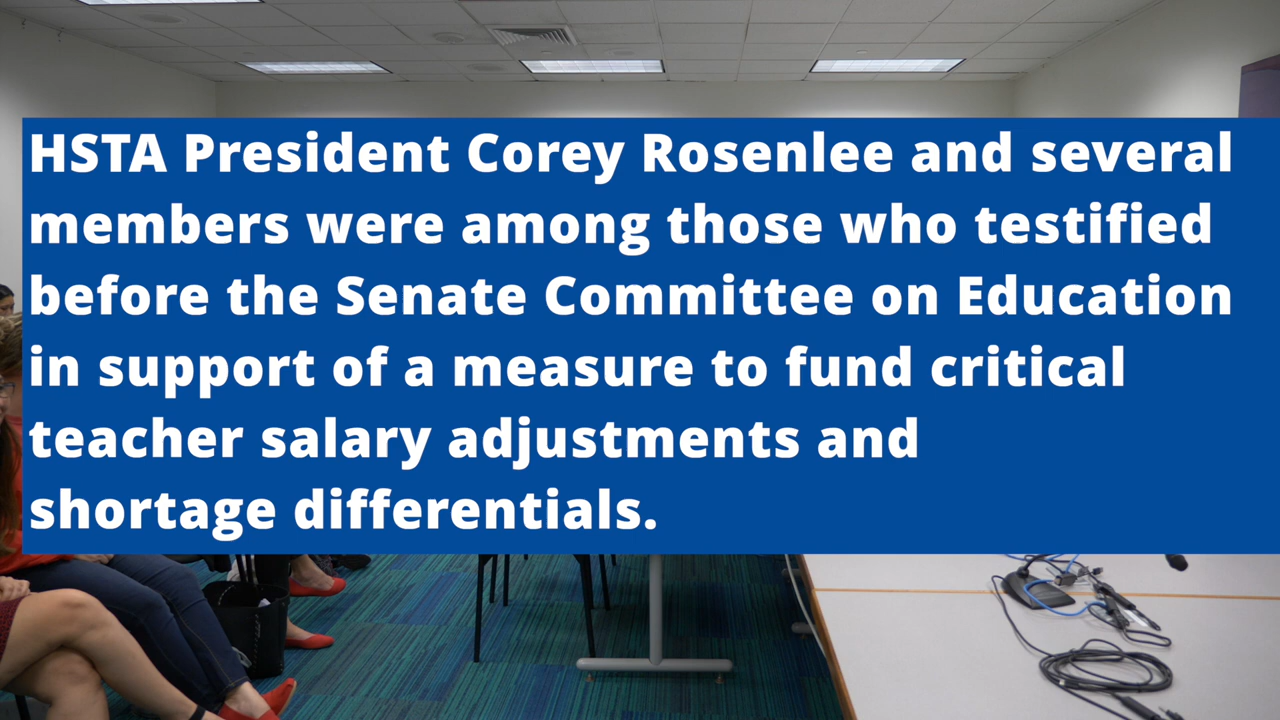 HSTA President Corey Rosenlee and several
members were among those who testified
before the Senate Committee on Education
in support of a measure to fund critical
teacher salary adjustments and
shortage differentials.